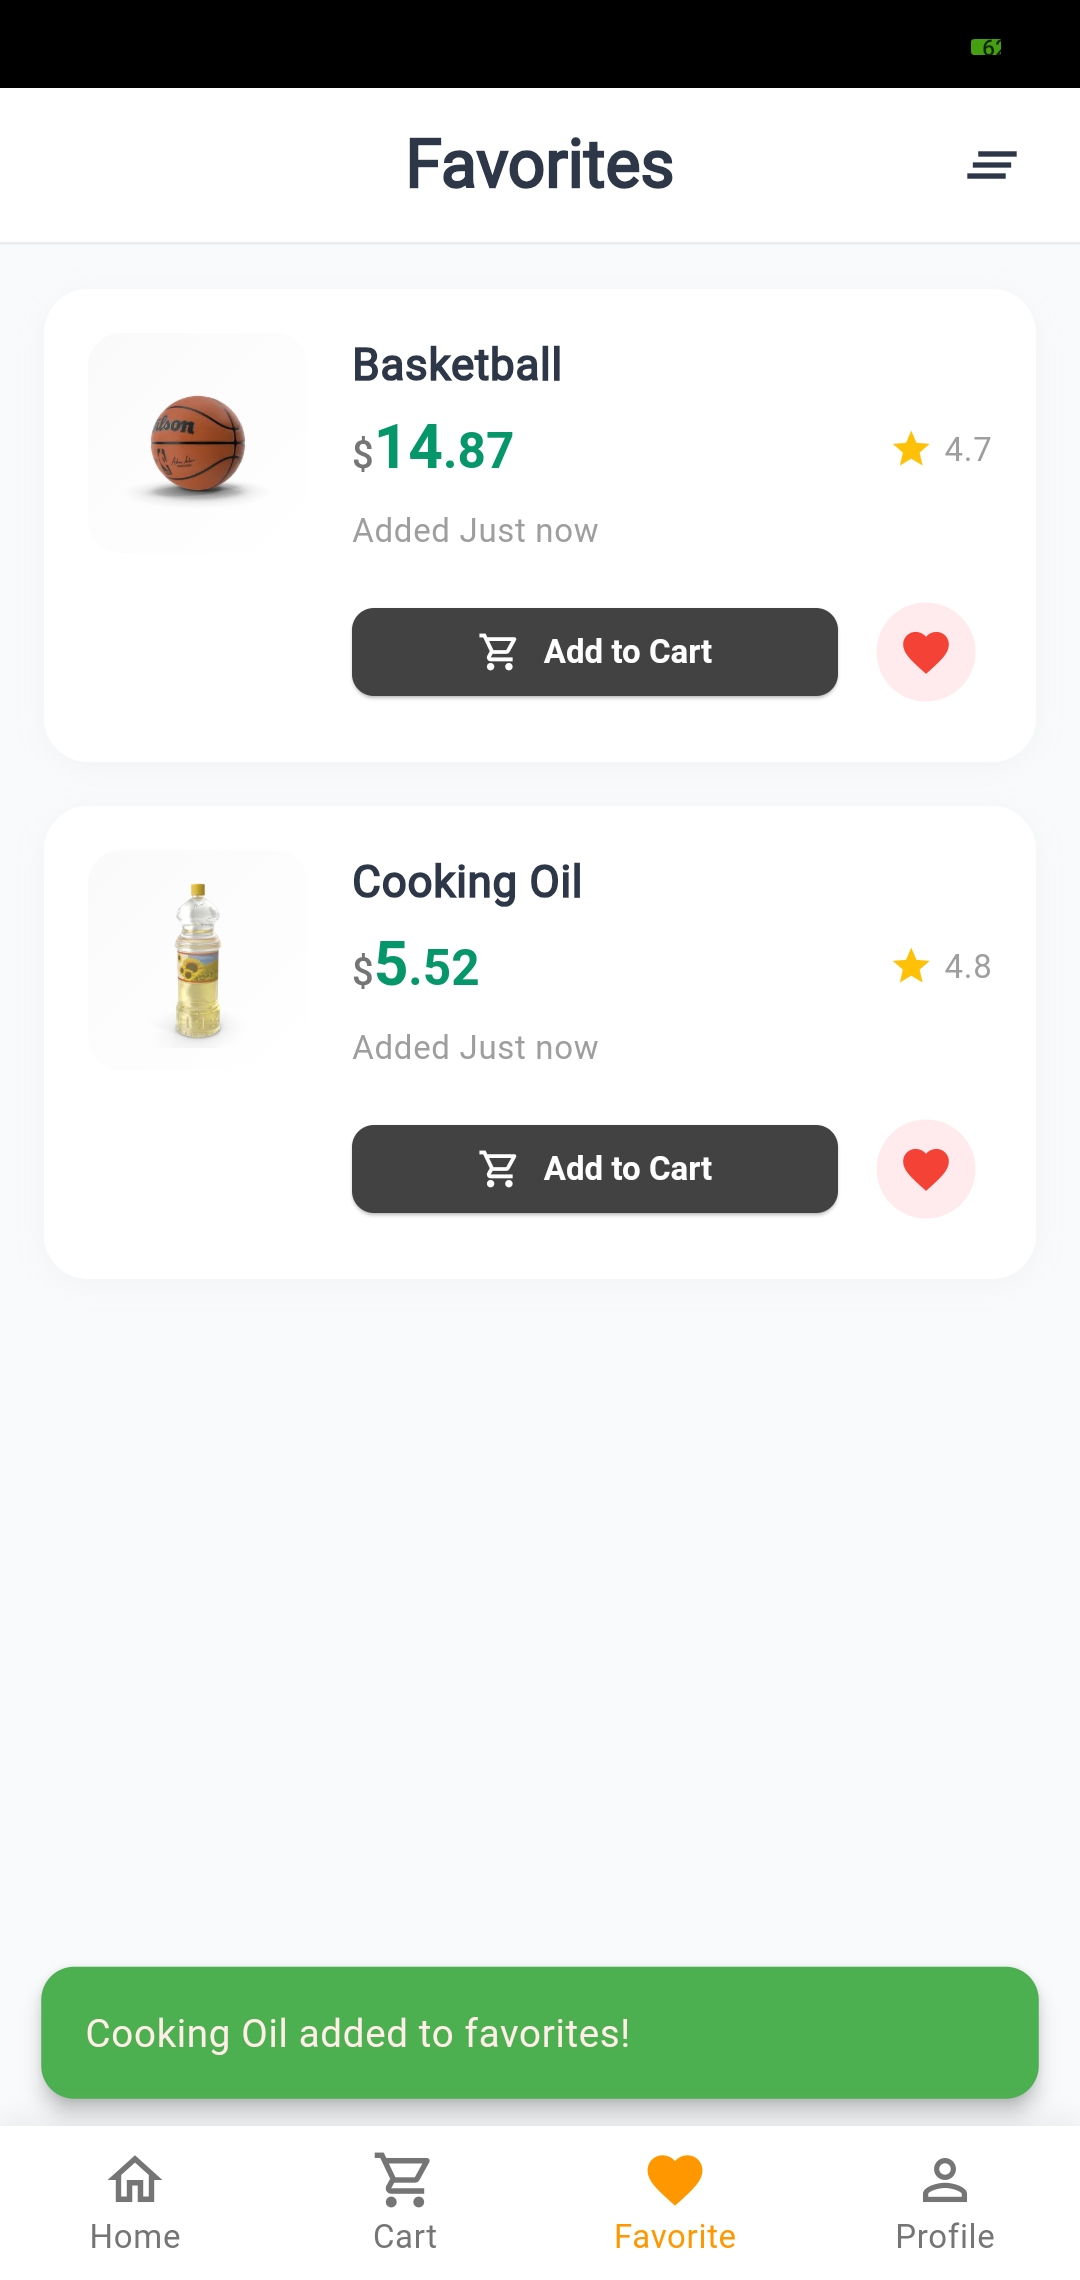 Favorites
Basketball
$14.87
4.7
Added Just now
Add to Cart
Cooking Oil
$5.52
4.8
Added Just now
Add to Cart
Cooking Oil added to favorites!
Home
Cart
Favorite
Profile